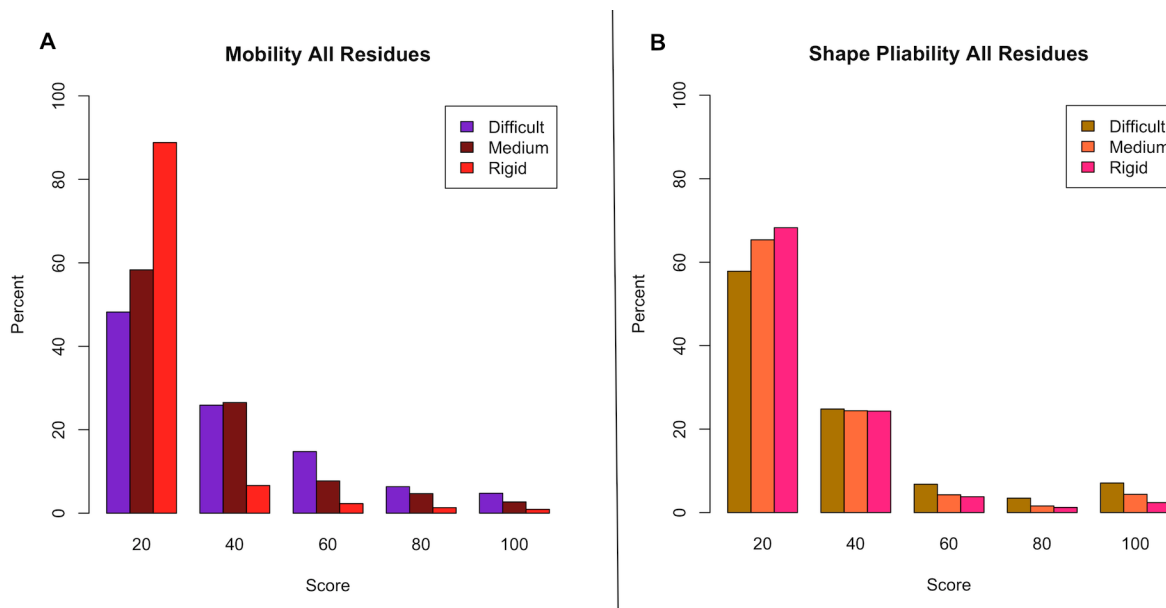 A
Mobility All Residues
Percent
0
20
40
60
80
100
Difficult
Medium
Rigid
20 40 60 80 100
Score
B
Shape Pliability All Residues
Percent
0
20
40
60
80
100
Difficult
Medium
Rigid
20 40 60 80 100
Score